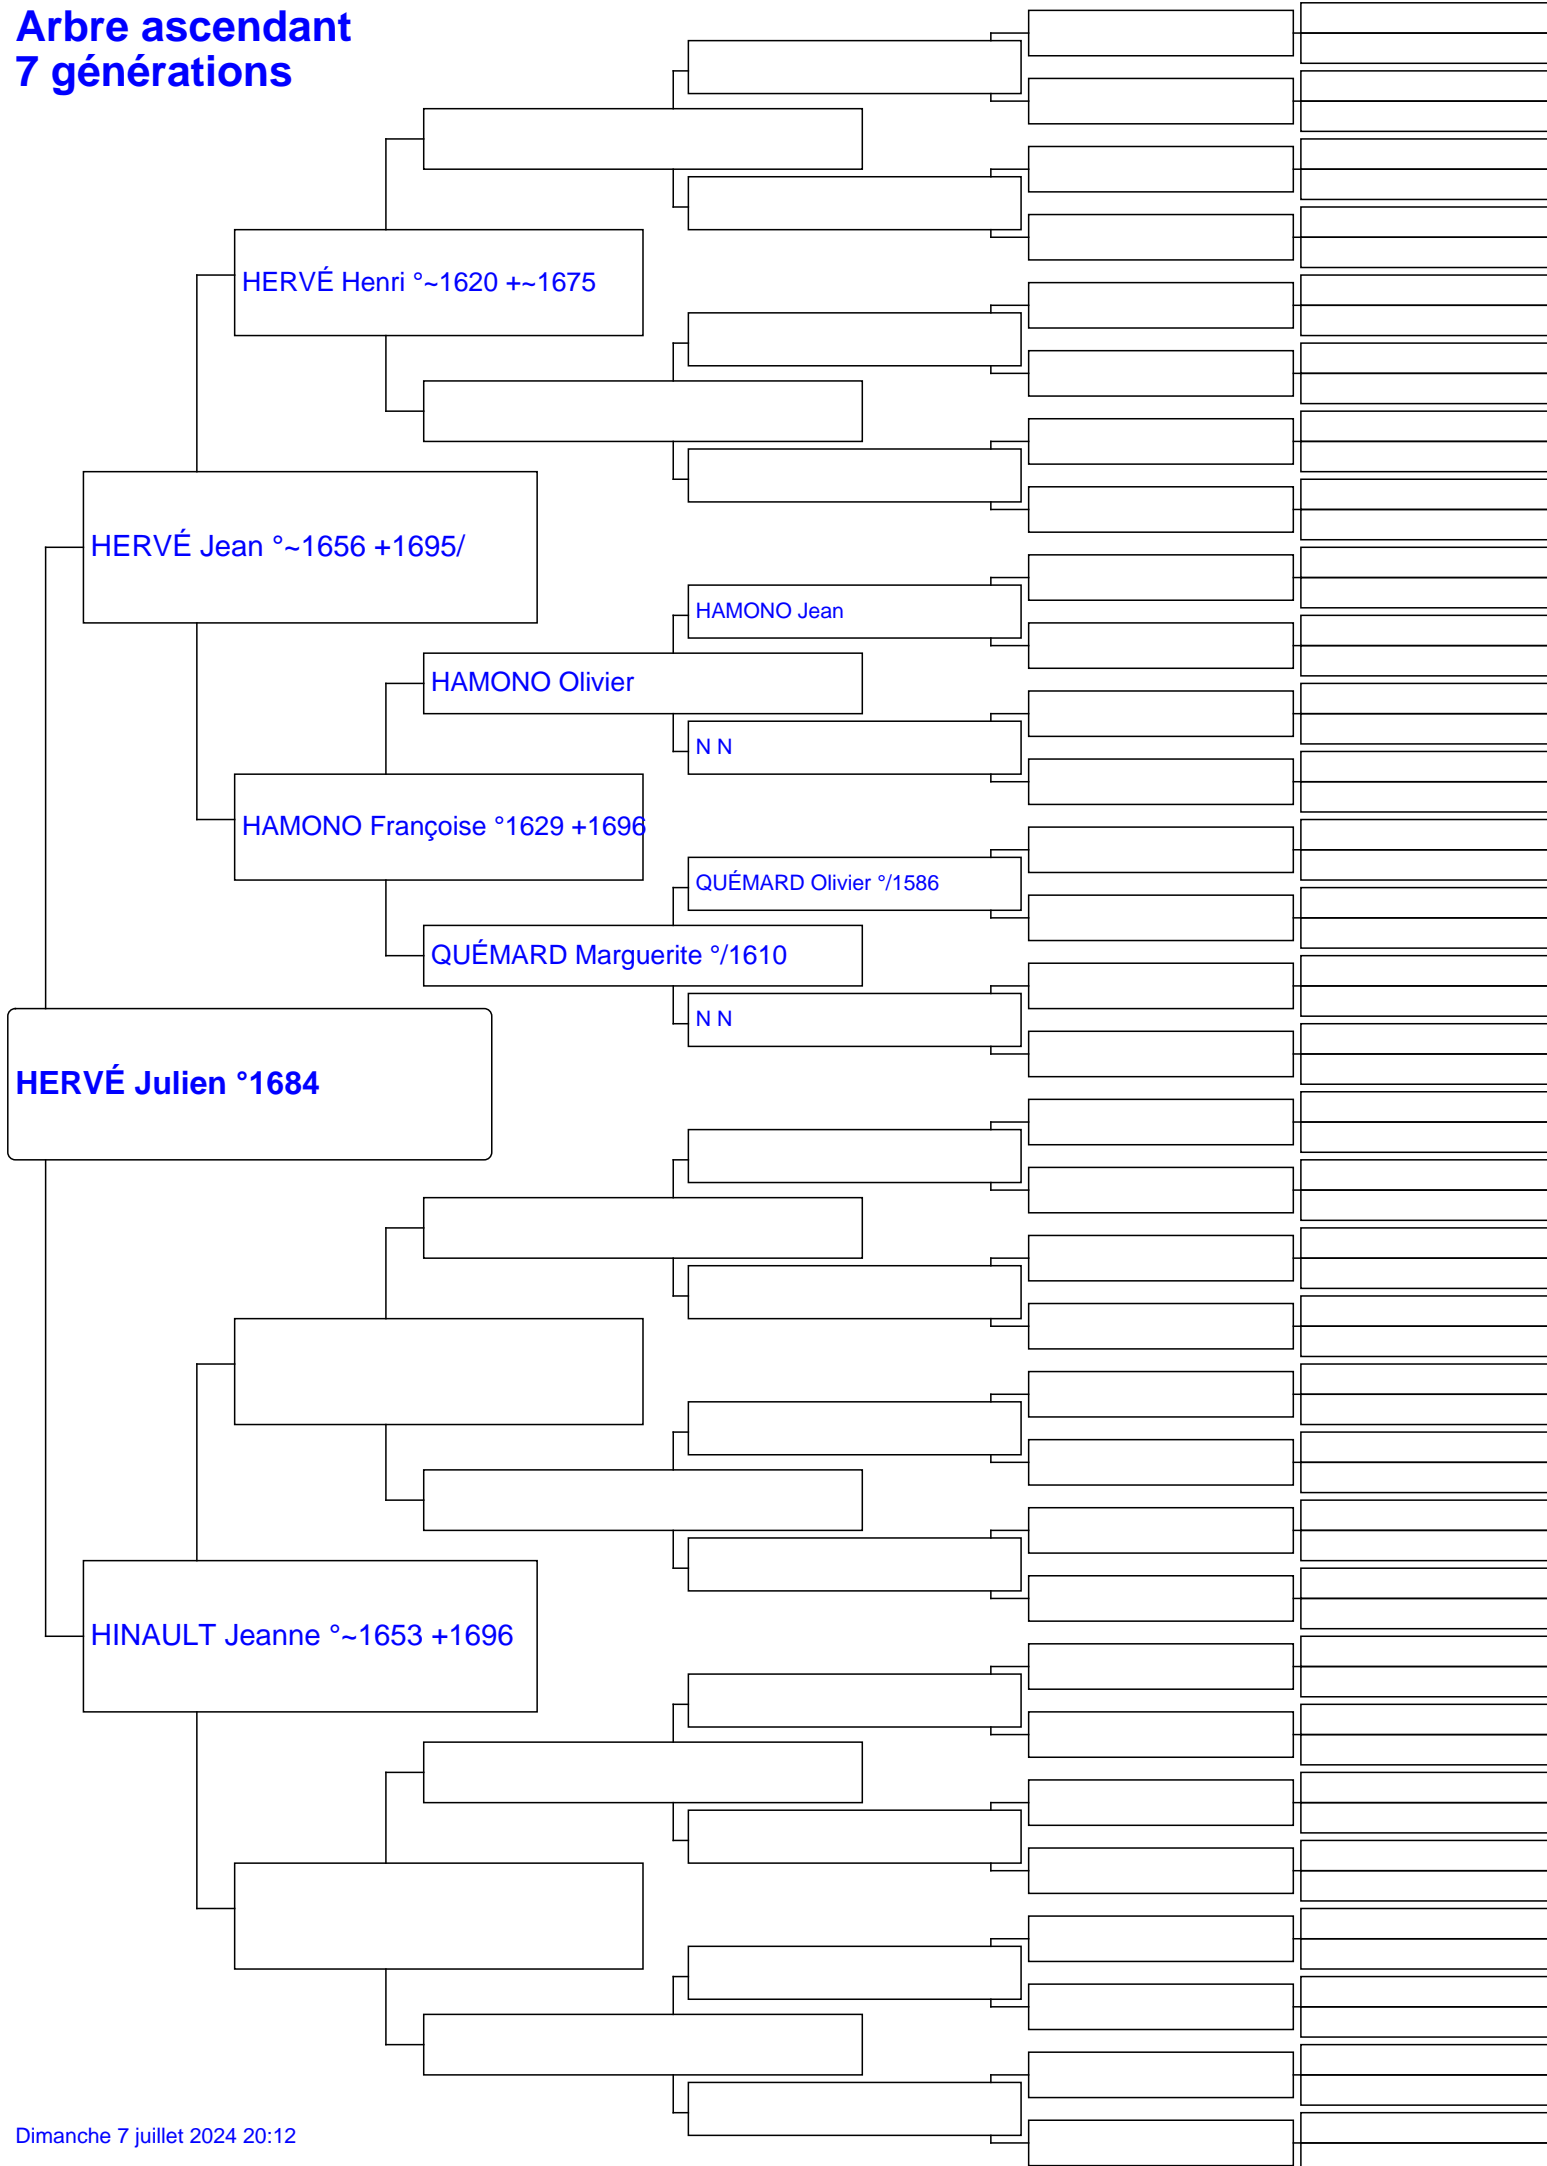 Arbre ascendant
7 générations
HERVÉ Henri °~1620 +~1675
HERVÉ Jean °~1656 +1695/
HAMONO Jean
HAMONO Olivier
N N
HAMONO Françoise °1629 +1696
QUÉMARD Olivier °/1586
QUÉMARD Marguerite °/1610
N N
HERVÉ Julien °1684
HINAULT Jeanne °~1653 +1696
Dimanche 7 juillet 2024 20:12